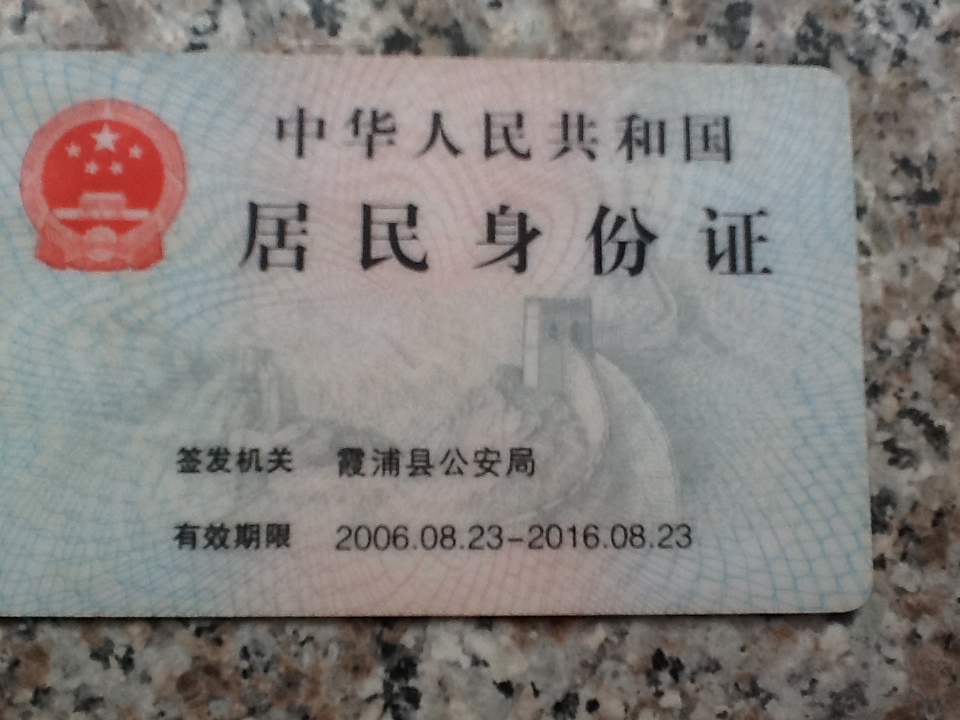 中华人民共和国
居民身份证
签发机关 霞浦县公安局
有效期限 2006.08.23-2016.08.23